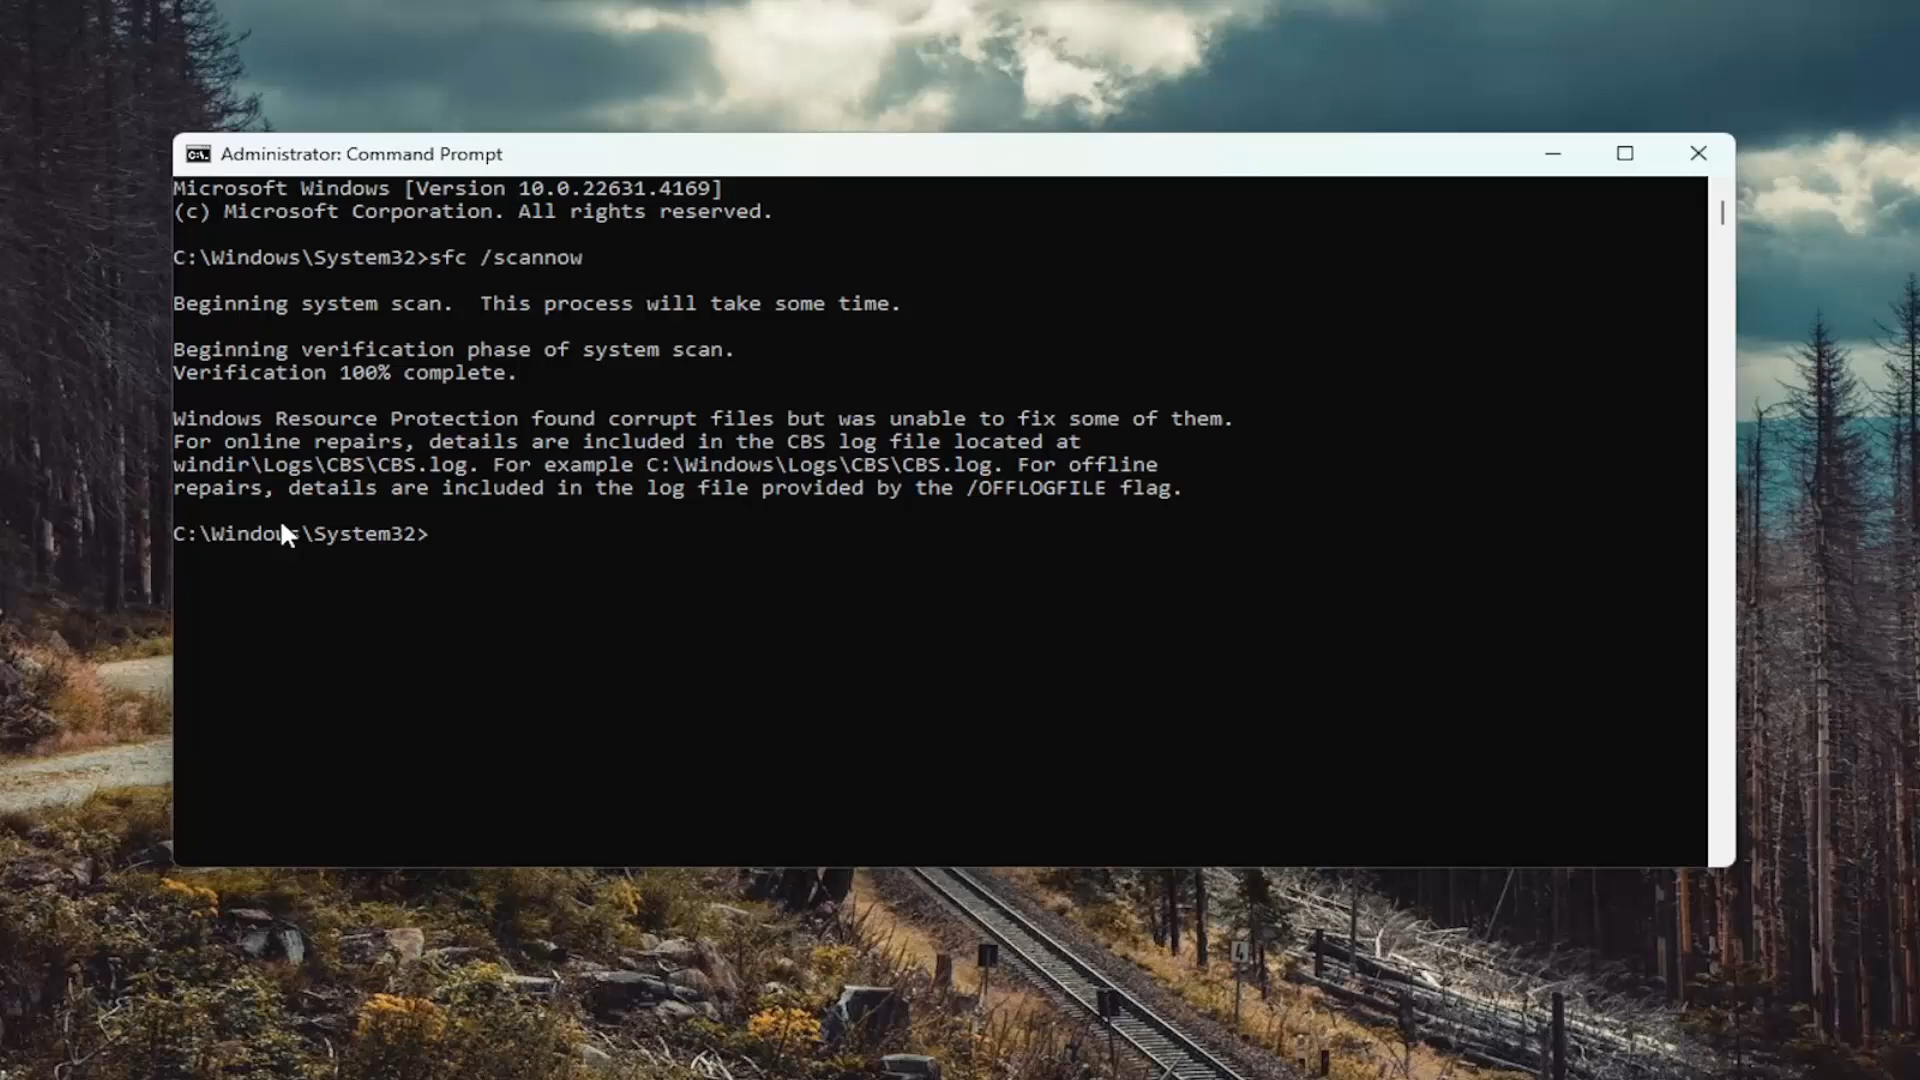 Administrator: Command Prompt
Microsoft Windows [Version 10.0.22631.4169]
(c) Microsoft Corporation. All rights reserved.
C:\Windows\System32>sfc /scannow
Beginning system scan.  This process will take some time.
Beginning verification phase of system scan.
Verification 100% complete.
Windows Resource Protection found corrupt files but was unable to fix some of them.
For online repairs, details are included in the CBS log file located at
windir\Logs\CBS\CBS.log. For example C:\Windows\Logs\CBS\CBS.log. For offline
repairs, details are included in the log file provided by the /OFFLOGFILE flag.
C:\Windows\System32>